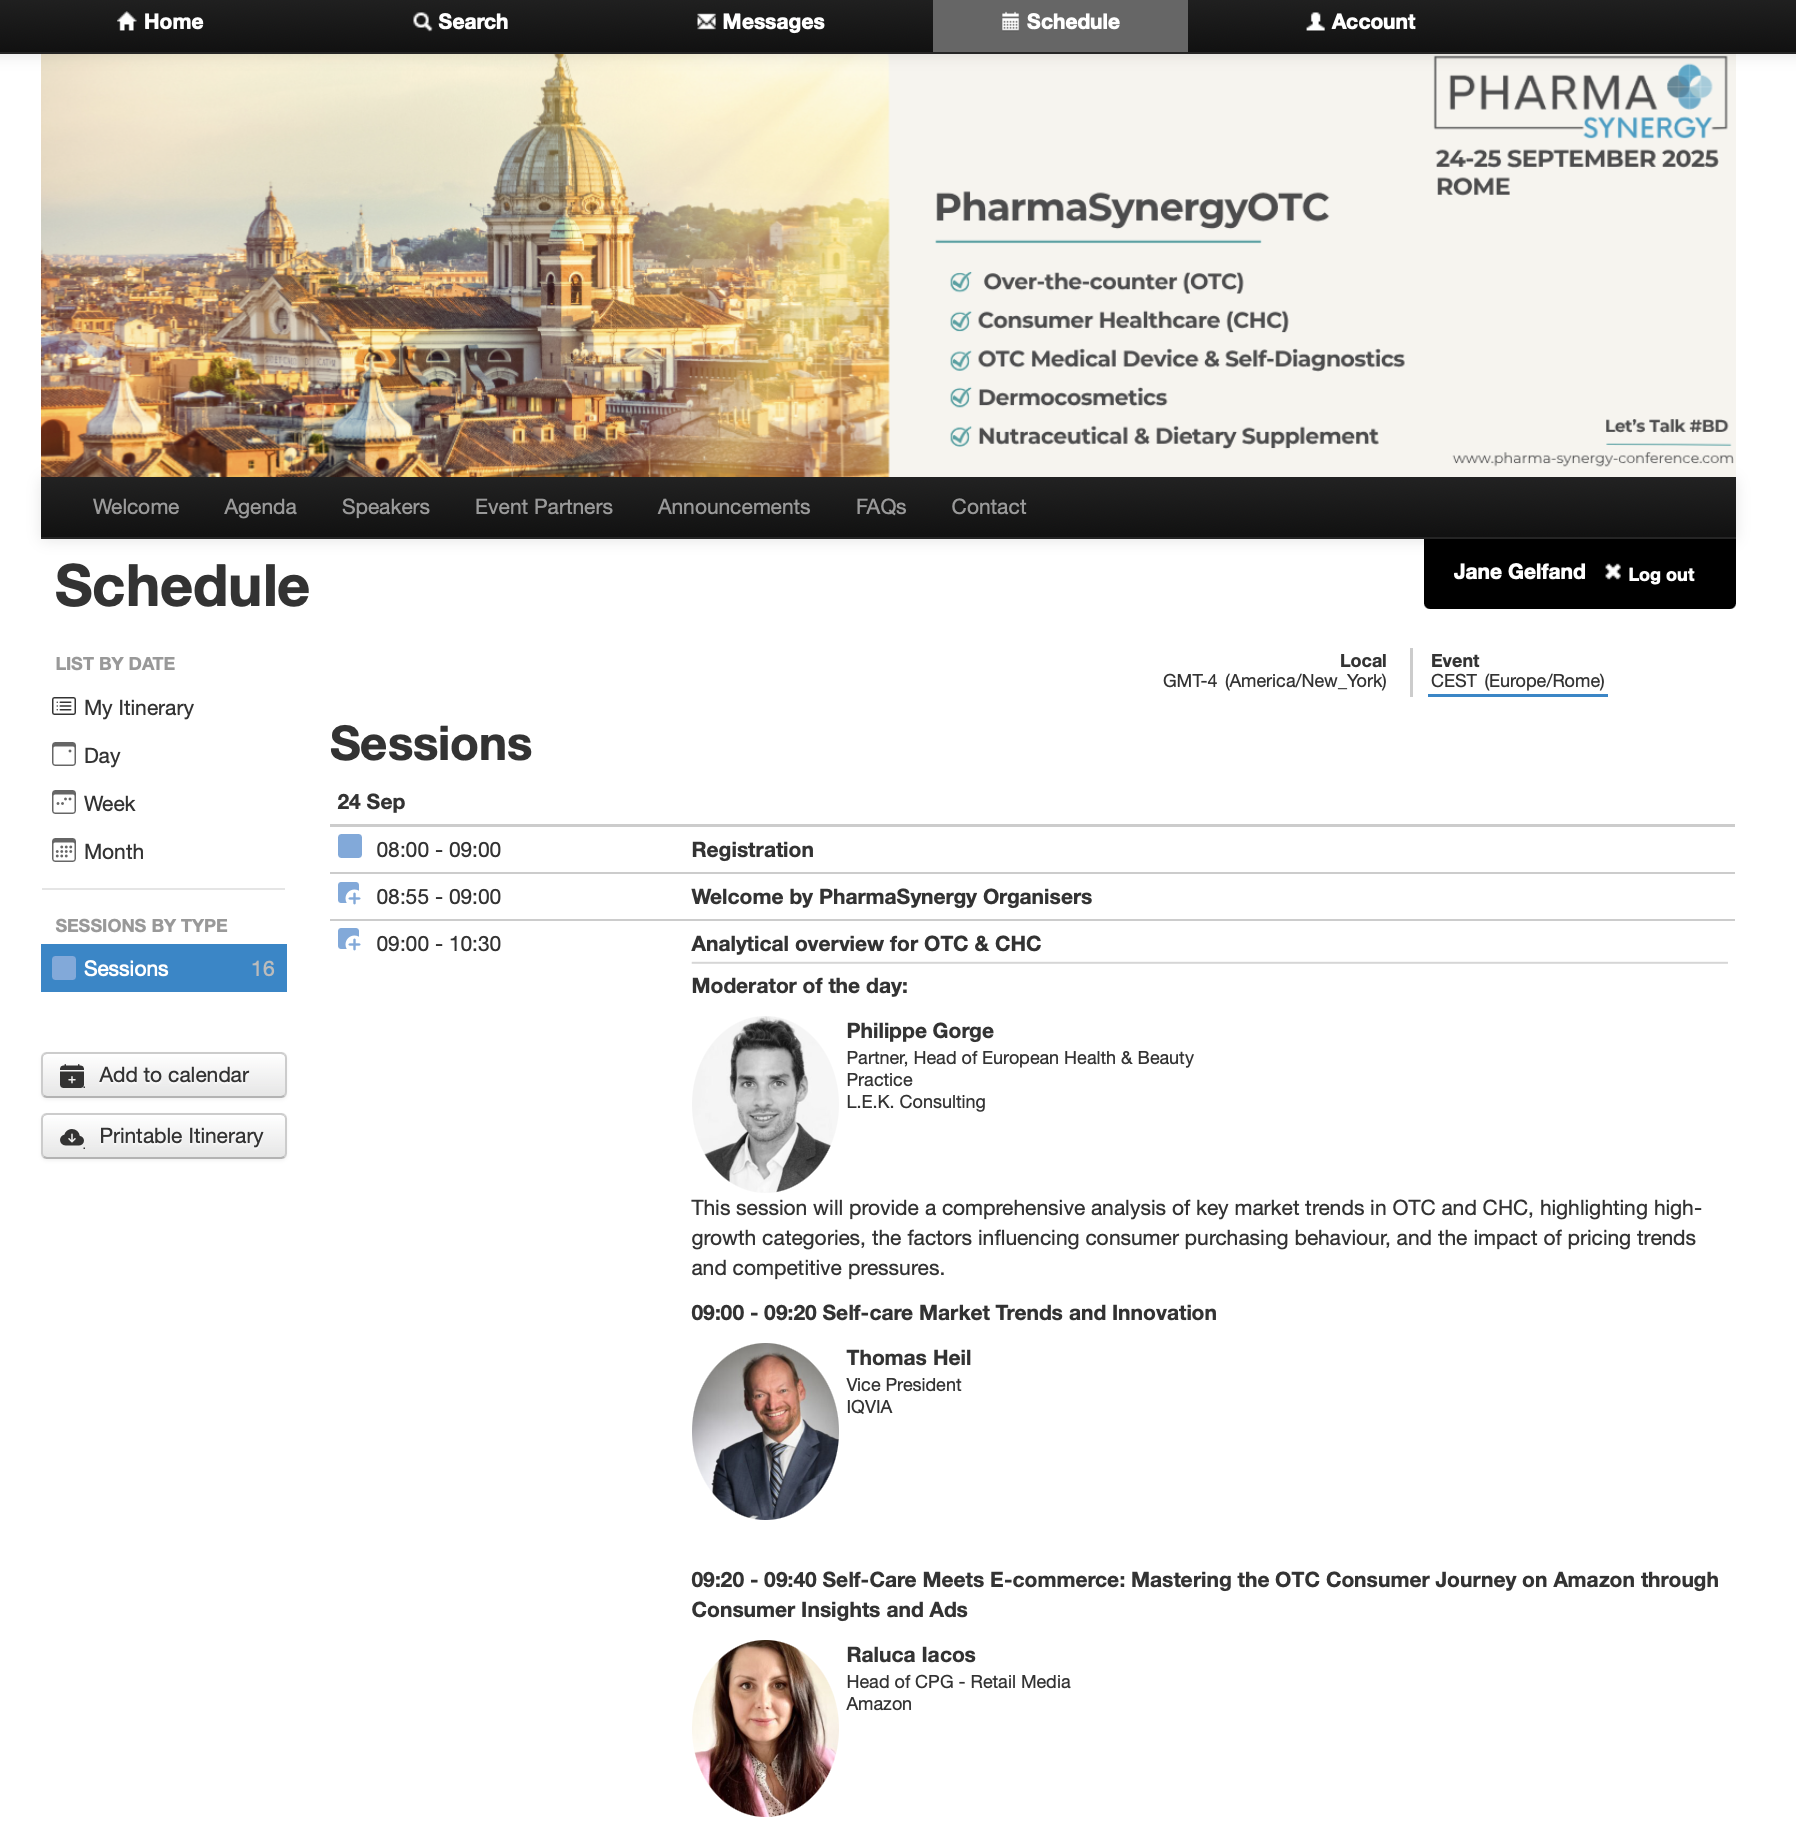 Home
Search
Messages
Schedule
Account
PHARMA
SYNERGY
24-25 SEPTEMBER 2025
ROME
PharmaSynergyOTC
Over-the-counter (OTC)
Consumer Healthcare (CHC)
OTC Medical Device & Self-Diagnostics
Dermocosmetics
Nutraceutical & Dietary Supplement
Let's Talk #BD
www.pharma-synergy-conference.com
Welcome
Agenda
Speakers
Event Partners
Announcements
FAQs
Contact
Schedule
Jane Gelfand
Log out
LIST BY DATE
My Itinerary
Day
Week
Month
SESSIONS BY TYPE
Sessions 16
Add to calendar
Printable Itinerary
Local
GMT-4 (America/New_York)
Event
CEST (Europe/Rome)
Sessions
24 Sep
08:00 - 09:00 Registration
08:55 - 09:00 Welcome by PharmaSynergy Organisers
09:00 - 10:30 Analytical overview for OTC & CHC
Moderator of the day:
Philippe Gorge
Partner, Head of European Health & Beauty
Practice
L.E.K. Consulting
This session will provide a comprehensive analysis of key market trends in OTC and CHC, highlighting high-
growth categories, the factors influencing consumer purchasing behaviour, and the impact of pricing trends
and competitive pressures.
09:00 - 09:20 Self-care Market Trends and Innovation
Thomas Heil
Vice President
IQVIA
09:20 - 09:40 Self-Care Meets E-commerce: Mastering the OTC Consumer Journey on Amazon through
Consumer Insights and Ads
Raluca Iacos
Head of CPG - Retail Media
Amazon